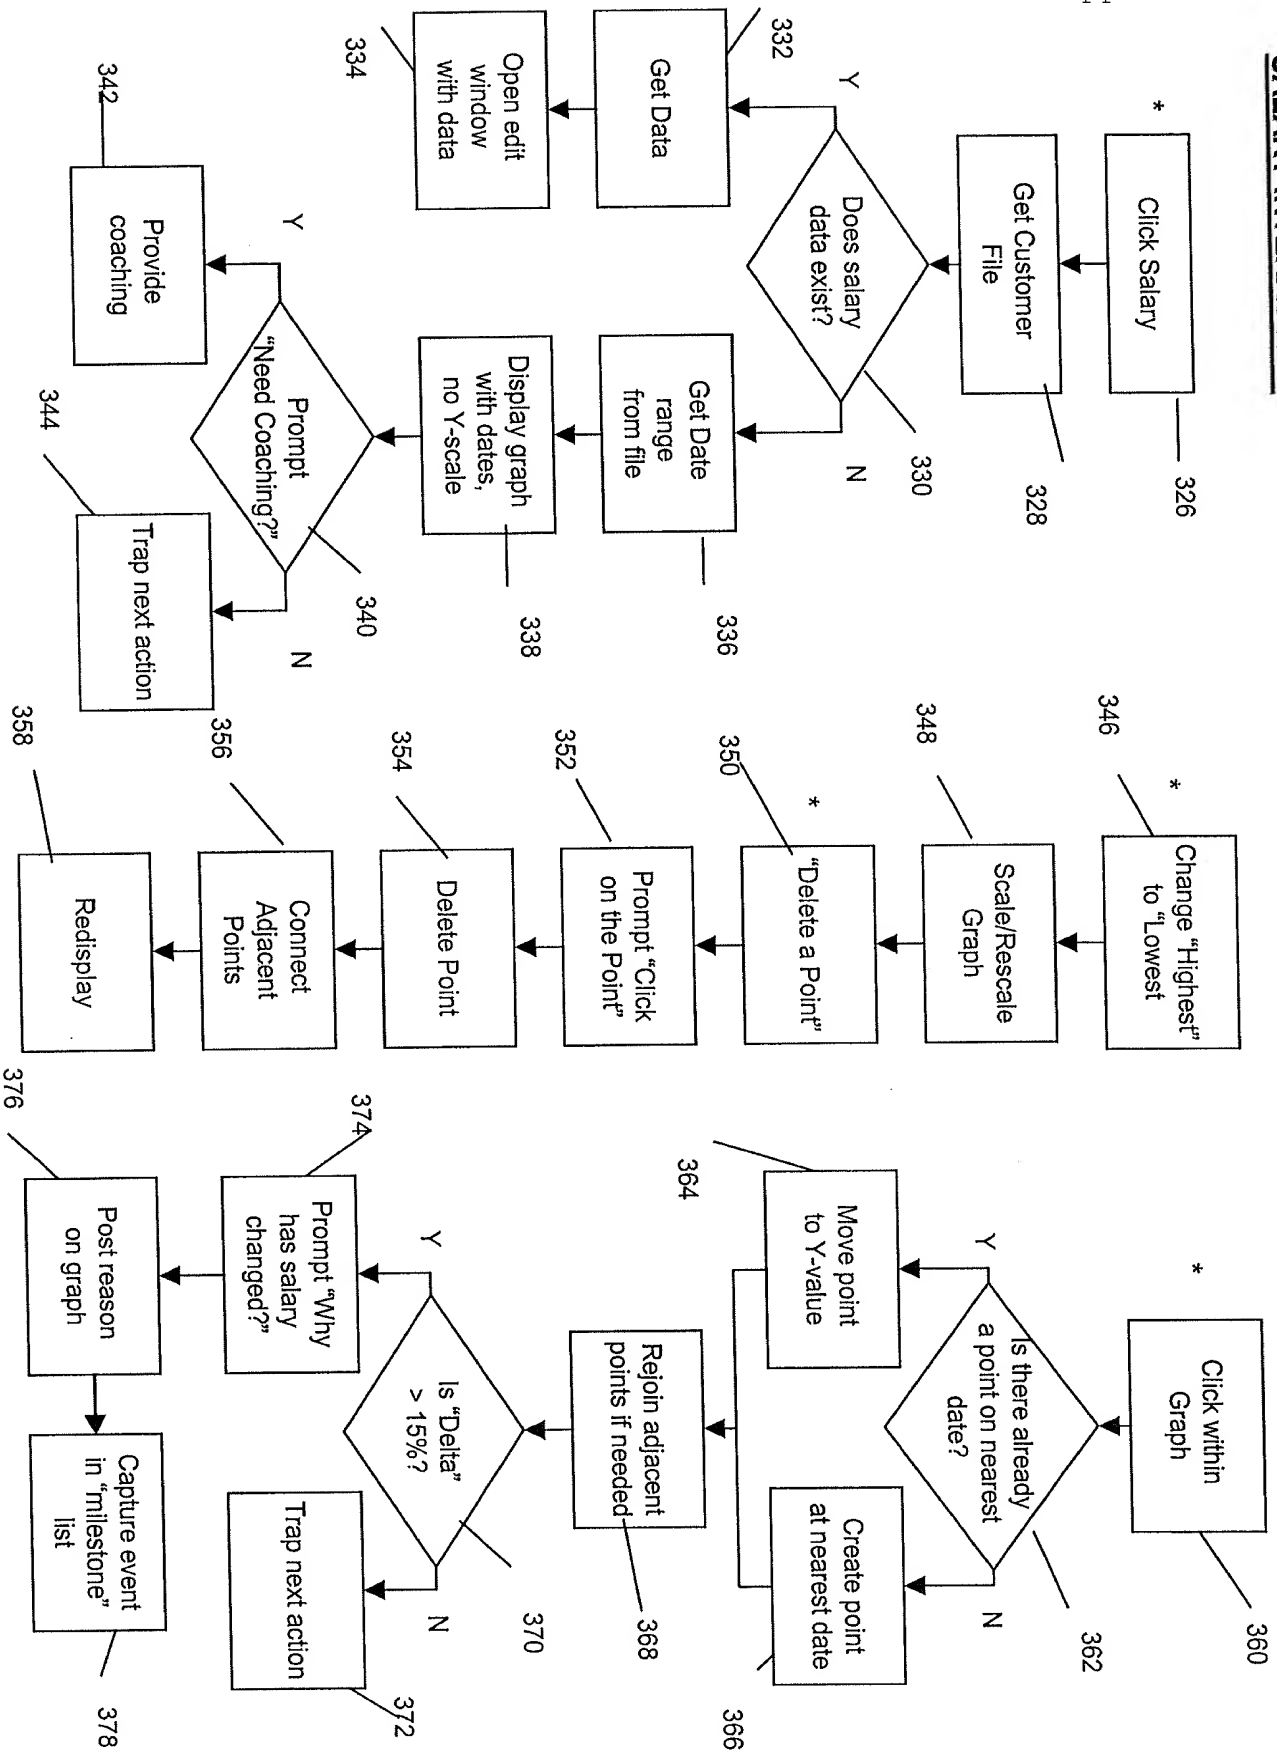 *
Click Salary
326
Get Customer
File
328
Does salary
data exist?
330
Y
N
332
Get Data
334
Open edit
window
with data
Get Date
range
from file
336
Display graph
with dates,
no Y-scale
338
Prompt
“Need Coaching?”
340
Y
N
342
Provide
coaching
344
Trap next action
346
*
Change “Highest”
to “Lowest
348
Scale/Rescale
Graph
350
*
“Delete a Point”
352
Prompt “Click
on the Point”
354
Delete Point
356
Connect
Adjacent
Points
358
Redisplay
*
Click within
Graph
360
Is there already
a point on nearest
date?
362
Y
N
364
Move point
to Y-value
Create point
at nearest date
366
Rejoin adjacent
points if needed
368
Is “Delta”
> 15%?
370
Y
N
374
Prompt “Why
has salary
changed?”
Trap next action
372
376
Post reason
on graph
Capture event
in “milestone”
list
378